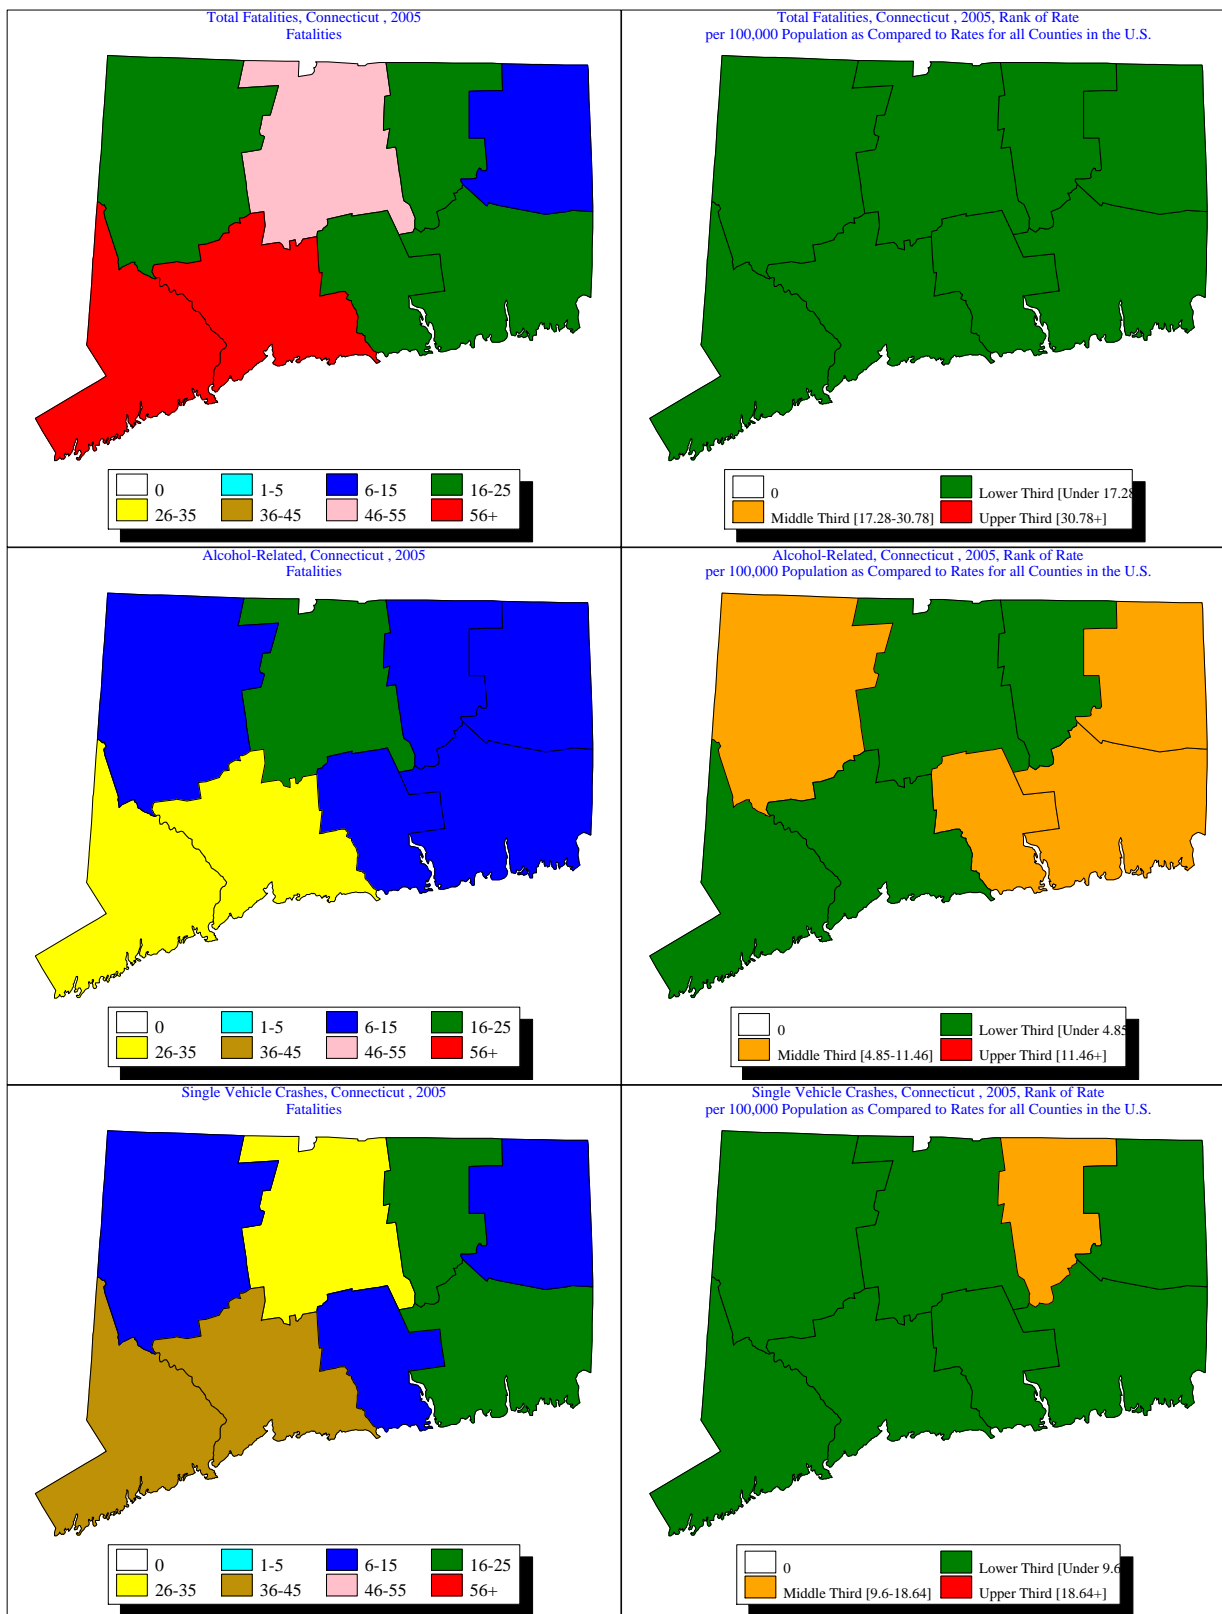 Total Fatalities, Connecticut , 2005
Fatalities
0 1-5 6-15 16-25
26-35 36-45 46-55 56+
Total Fatalities, Connecticut , 2005, Rank of Rate
per 100,000 Population as Compared to Rates for all Counties in the U.S.
0 Lower Third [Under 17.28
Middle Third [17.28-30.78] Upper Third [30.78+]
Alcohol-Related, Connecticut , 2005
Fatalities
0 1-5 6-15 16-25
26-35 36-45 46-55 56+
Alcohol-Related, Connecticut , 2005, Rank of Rate
per 100,000 Population as Compared to Rates for all Counties in the U.S.
0 Lower Third [Under 4.85
Middle Third [4.85-11.46] Upper Third [11.46+]
Single Vehicle Crashes, Connecticut , 2005
Fatalities
0 1-5 6-15 16-25
26-35 36-45 46-55 56+
Single Vehicle Crashes, Connecticut , 2005, Rank of Rate
per 100,000 Population as Compared to Rates for all Counties in the U.S.
0 Lower Third [Under 9.6
Middle Third [9.6-18.64] Upper Third [18.64+]